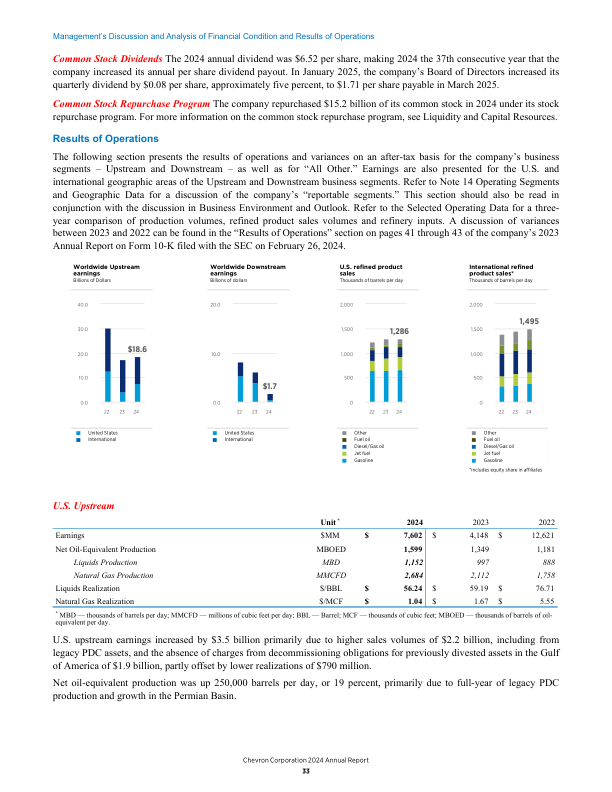 Management's Discussion and Analysis of Financial Condition and Results of Operations
Common Stock Dividends The 2024 annual dividend was $6.52 per share, making 2024 the 37th consecutive year that the
company increased its annual per share dividend payout. In January 2025, the company's Board of Directors increased its
quarterly dividend by $0.08 per share, approximately five percent, to $1.71 per share payable in March 2025.
Common Stock Repurchase Program The company repurchased $15.2 billion of its common stock in 2024 under its stock
repurchase program. For more information on the common stock repurchase program, see Liquidity and Capital Resources.
Results of Operations
The following section presents the results of operations and variances on an after-tax basis for the company's business
segments – Upstream and Downstream – as well as for "All Other." Earnings are also presented for the U.S. and
international geographic areas of the Upstream and Downstream business segments. Refer to Note 14 Operating Segments
and Geographic Data for a discussion of the company's "reportable segments." This section should also be read in
conjunction with the discussion in Business Environment and Outlook. Refer to the Selected Operating Data for a three-
year comparison of production volumes, refined product sales volumes and refinery inputs. A discussion of variances
between 2023 and 2022 can be found in the "Results of Operations" section on pages 41 through 43 of the company's 2023
Annual Report on Form 10-K filed with the SEC on February 26, 2024.
Worldwide Upstream
earnings
Billions of Dollars
40.0
30.0
20.0
10.0
0.0
$18.6
22 23 24
United States
International
Worldwide Downstream
earnings
Billions of dollars
20.0
10.0
0.0
$1.7
22 23 24
United States
International
U.S. refined product
sales
Thousands of barrels per day
2,000
1,500
1000
500
0
1,286
22 23 24
Other
Fuel oil
Diesel/Gas oil
Jet fuel
Gasoline
International refined
product sales*
Thousands of barrels per day
2,000
1,500
1000
500
0
1,495
22 23 24
Other
Fuel oil
Diesel/Gas oil
Jet fuel
Gasoline
*Includes equity share in affiliates
U.S. Upstream
Unit * 2024 2023 2022
Earnings $MM $ 7,602 $ 4,148 $ 12,621
Net Oil-Equivalent Production MBOED 1,599 1,349 1,181
Liquids Production MBD 1,152 997 888
Natural Gas Production MMCFD 2,684 2,112 1,758
Liquids Realization $/BBL $ 56.24 $ 59.19 $ 76.71
Natural Gas Realization $/MCF $ 1.04 $ 1.67 $ 5.55
* MBD — thousands of barrels per day; MMCFD — millions of cubic feet per day; BBL — Barrel; MCF — thousands of cubic feet; MBOED — thousands of barrels of oil-
equivalent per day.
U.S. upstream earnings increased by $3.5 billion primarily due to higher sales volumes of $2.2 billion, including from
legacy PDC assets, and the absence of charges from decommissioning obligations for previously divested assets in the Gulf
of America of $1.9 billion, partly offset by lower realizations of $790 million.
Net oil-equivalent production was up 250,000 barrels per day, or 19 percent, primarily due to full-year of legacy PDC
production and growth in the Permian Basin.
Chevron Corporation 2024 Annual Report
33